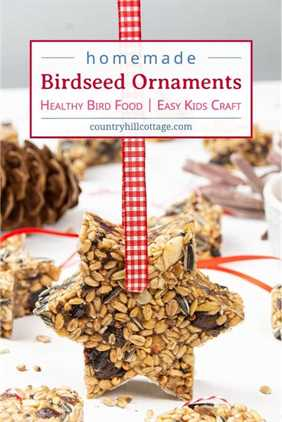 homemade
Birdseed Ornaments
Healthy Bird Food | Easy Kids Craft
countryhillcottage.com